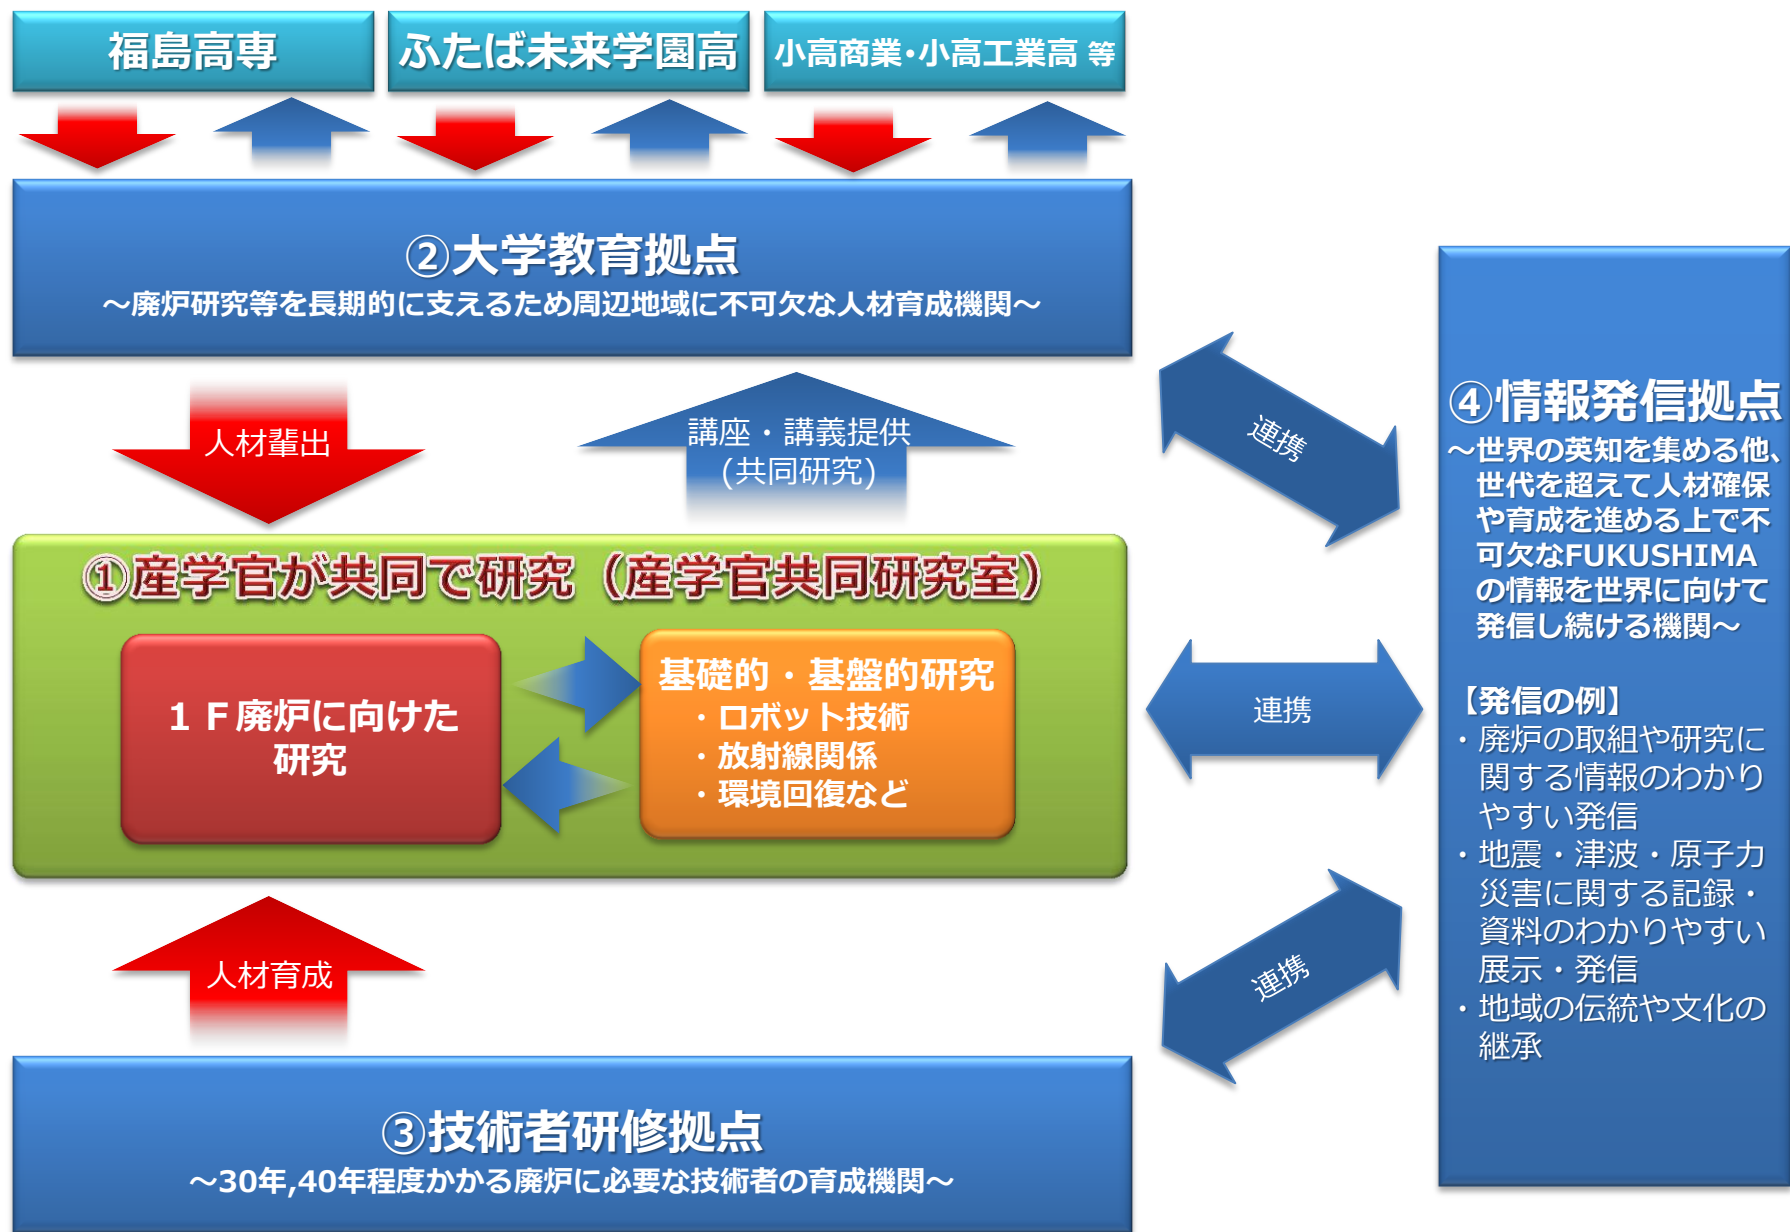 福島高専
ふたば未来学園高
小高商業・小高工業高 等
②大学教育拠点
～廃炉研究等を長期的に支えるため周辺地域に不可欠な人材育成機関～
人材輩出
講座・講義提供
(共同研究)
①産学官が共同で研究（産学官共同研究室）
１Ｆ廃炉に向けた
研究
基礎的・基盤的研究
・ロボット技術
・放射線関係
・環境回復など
人材育成
③技術者研修拠点
～30年,40年程度かかる廃炉に必要な技術者の育成機関～
連携
連携
連携
④情報発信拠点
～世界の英知を集める他、
世代を超えて人材確保
や育成を進める上で不
可欠なFUKUSHIMA
の情報を世界に向けて
発信し続ける機関～
【発信の例】
・廃炉の取組や研究に
関する情報のわかり
やすい発信
・地震・津波・原子力
災害に関する記録・
資料のわかりやすい
展示・発信
・地域の伝統や文化の
継承